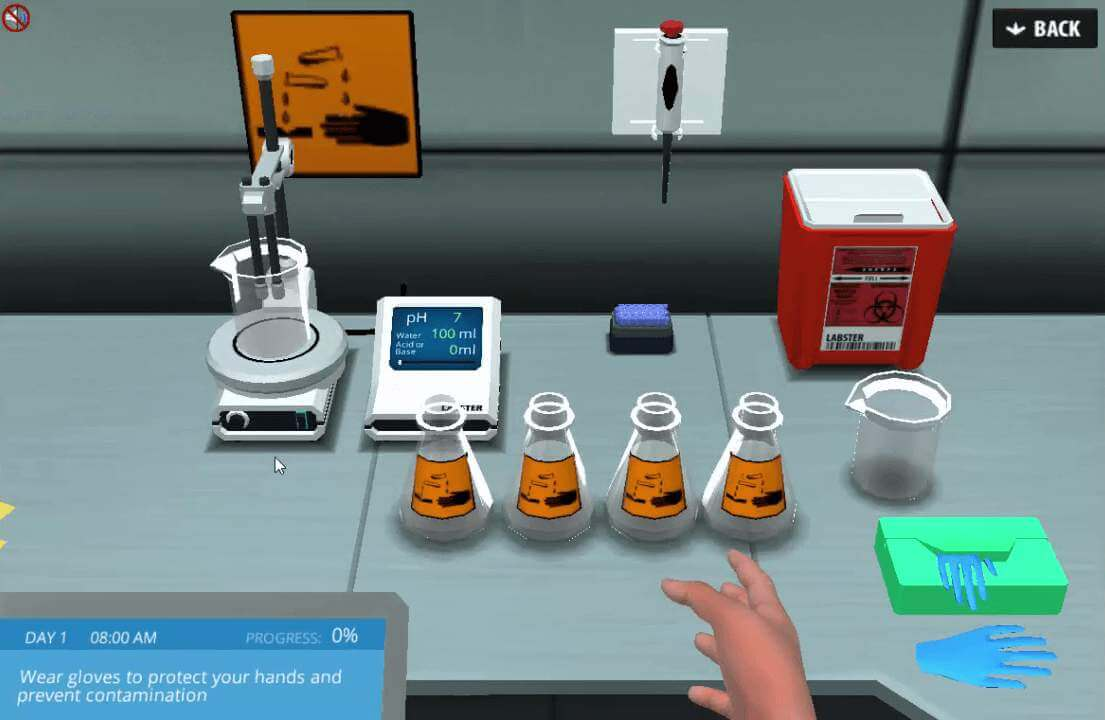 BACK
pH 7
Water 100 ml
Acid or
Base 0ml
LABSTER
LABSTER
DAY 1 08:00 AM PROGRESS: 0%
Wear gloves to protect your hands and
prevent contamination